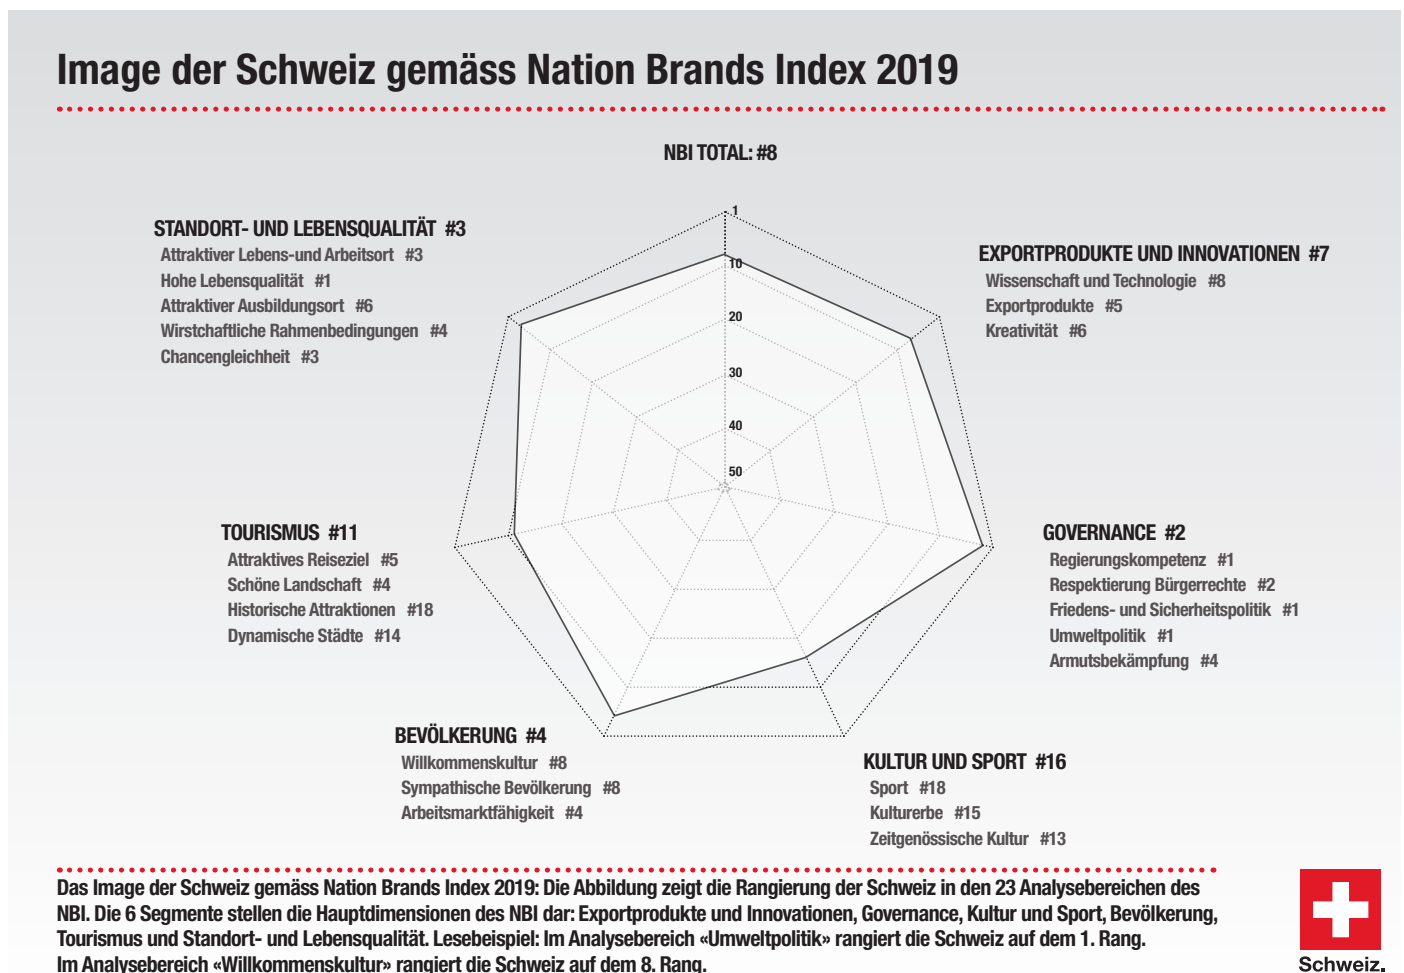 Image der Schweiz gemäss Nation Brands Index 2019
NBI TOTAL: #8
STANDORT- UND LEBENSQUALITÄT #3
Attraktiver Lebens-und Arbeitsort #3
Hohe Lebensqualität #1
Attraktiver Ausbildungsort #6
Wirstchaftliche Rahmenbedingungen #4
Chancengleichheit #3
EXPORTPRODUKTE UND INNOVATIONEN #7
Wissenschaft und Technologie #8
Exportprodukte #5
Kreativität #6
1
10
20
30
40
50
TOURISMUS #11
Attraktives Reiseziel #5
Schöne Landschaft #4
Historische Attraktionen #18
Dynamische Städte #14
GOVERNANCE #2
Regierungskompetenz #1
Respektierung Bürgerrechte #2
Friedens- und Sicherheitspolitik #1
Umweltpolitik #1
Armutsbekämpfung #4
BEVÖLKERUNG #4
Willkommenskultur #8
Sympathische Bevölkerung #8
Arbeitsmarktfähigkeit #4
KULTUR UND SPORT #16
Sport #18
Kulturerbe #15
Zeitgenössische Kultur #13
Das Image der Schweiz gemäss Nation Brands Index 2019: Die Abbildung zeigt die Rangierung der Schweiz in den 23 Analysebereichen des
NBI. Die 6 Segmente stellen die Hauptdimensionen des NBI dar: Exportprodukte und Innovationen, Governance, Kultur und Sport, Bevölkerung,
Tourismus und Standort- und Lebensqualität. Lesebeispiel: Im Analysebereich «Umweltpolitik» rangiert die Schweiz auf dem 1. Rang.
Im Analysebereich «Willkommenskultur» rangiert die Schweiz auf dem 8. Rang.
Schweiz.